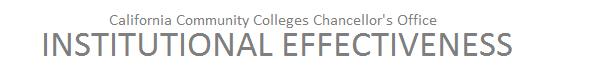 California Community Colleges Chancellor's Office
INSTITUTIONAL EFFECTIVENESS